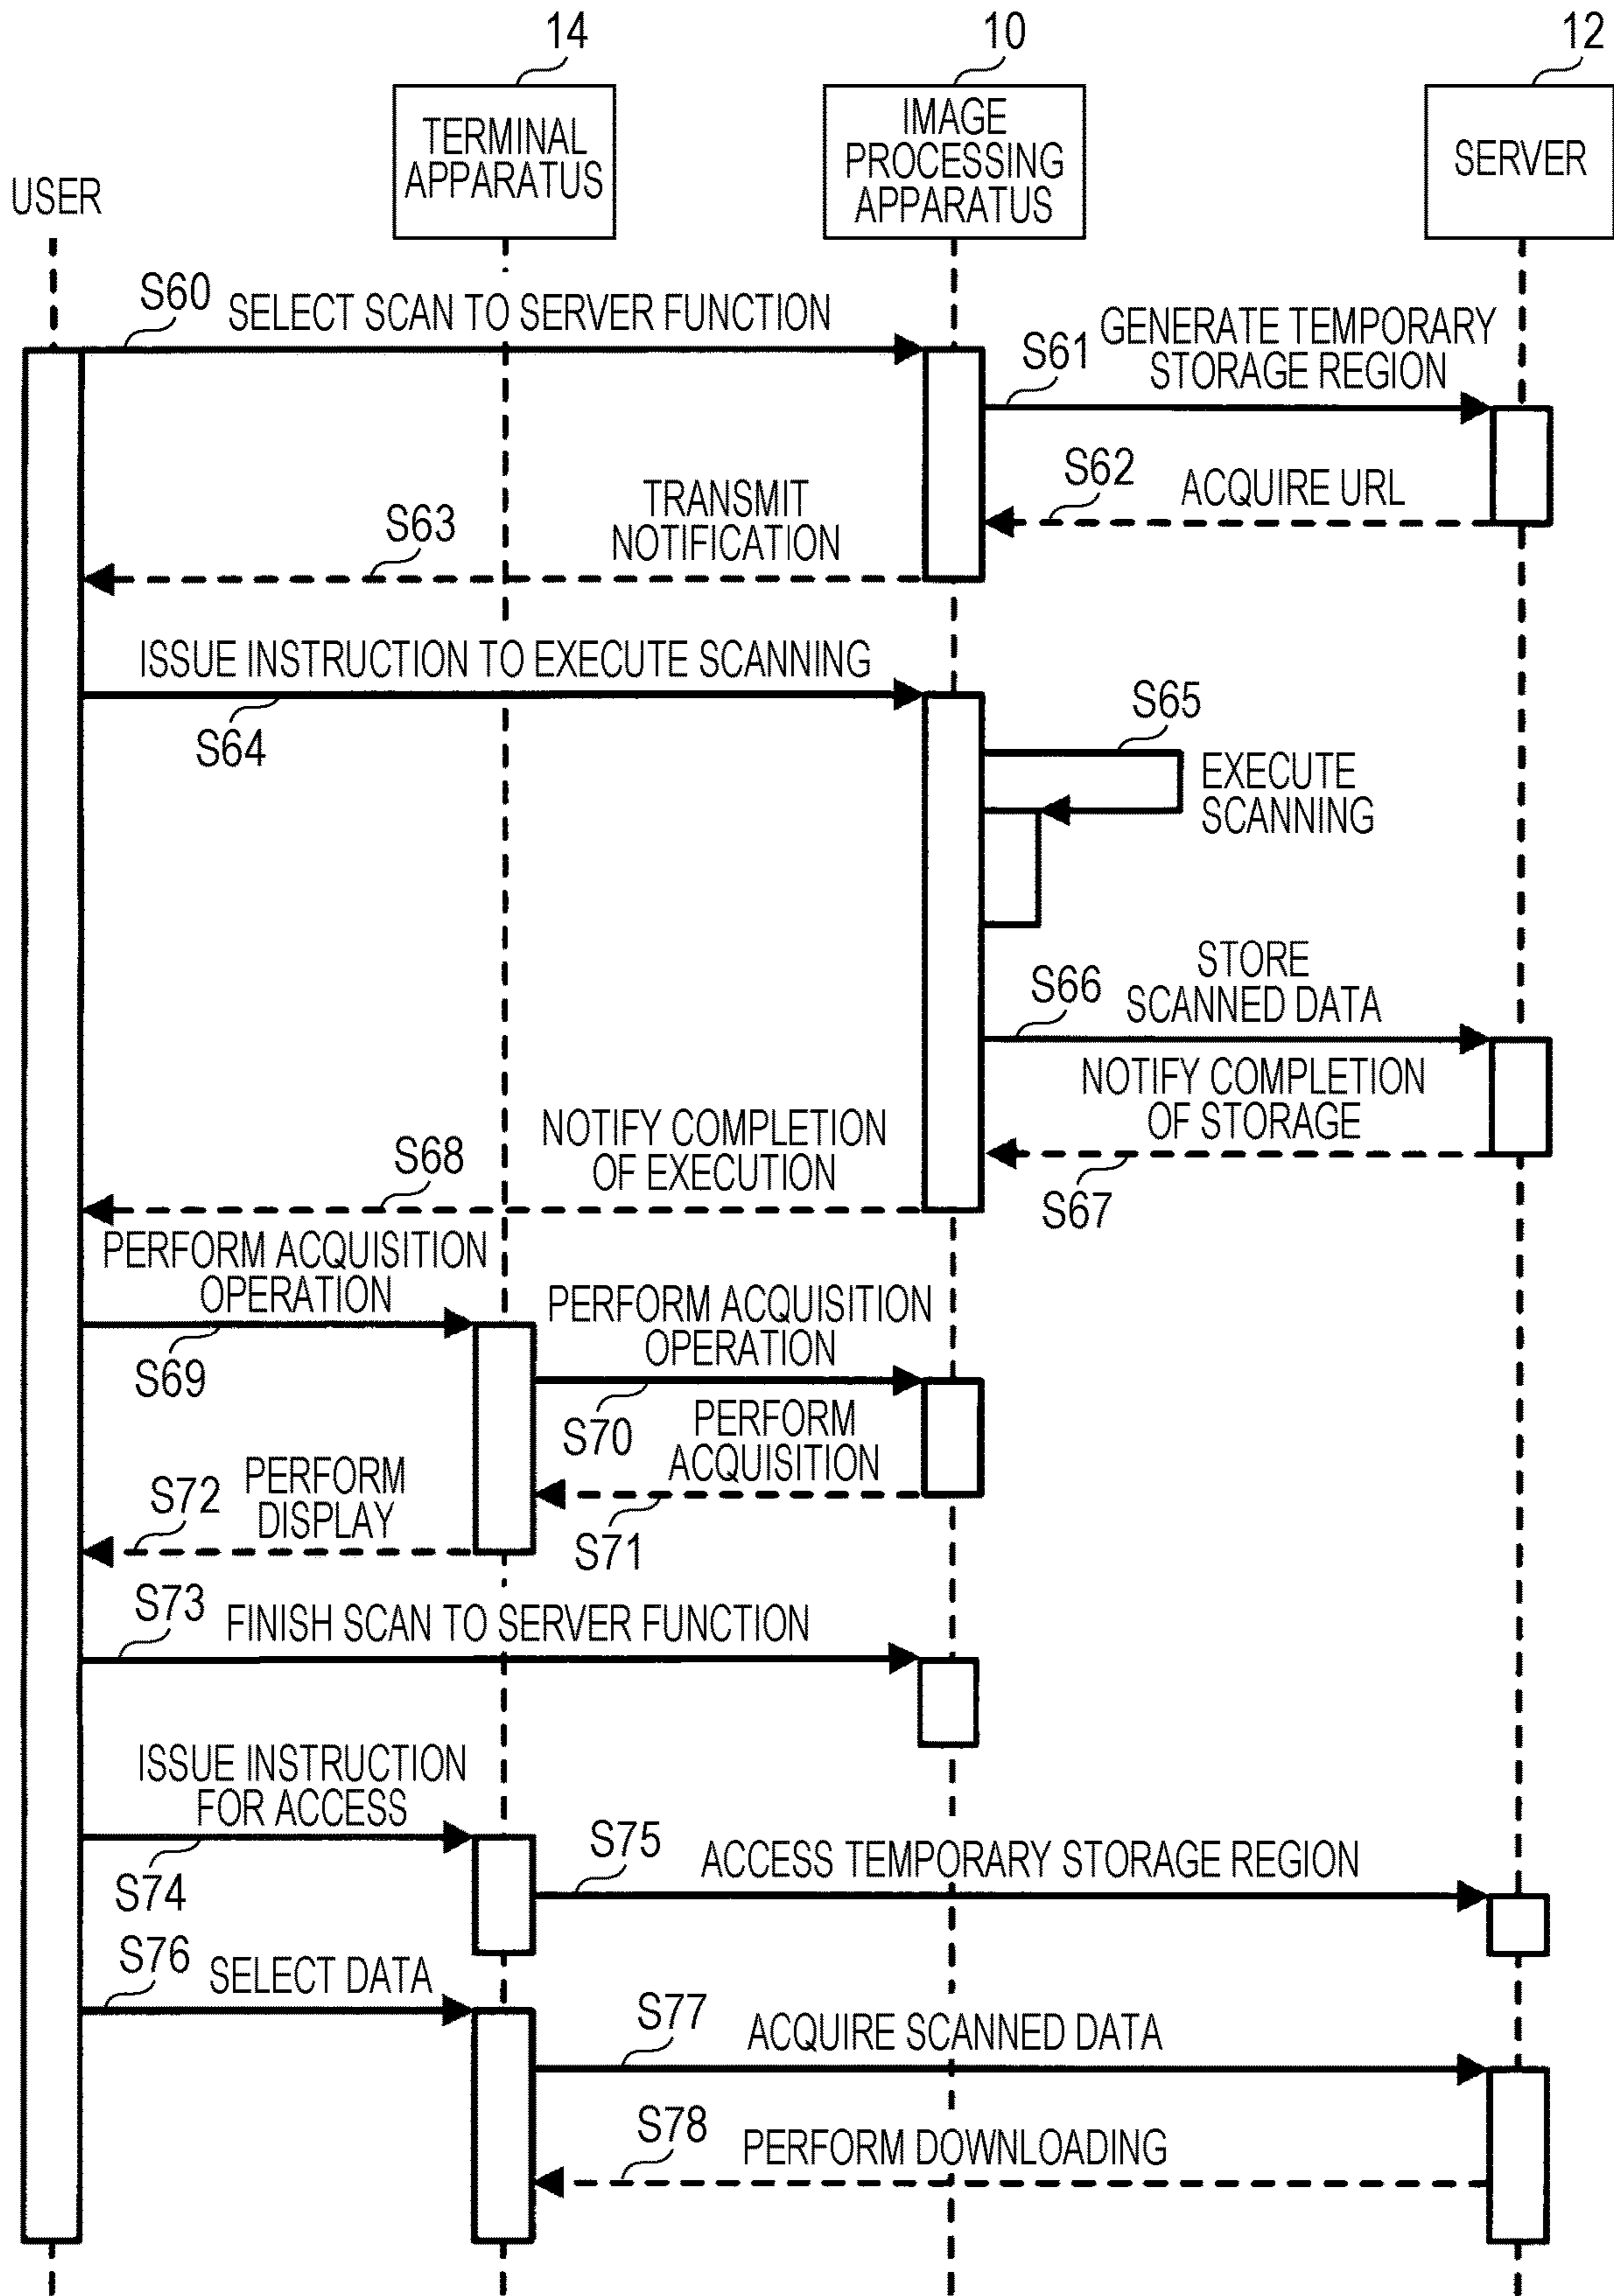 14
10
12
TERMINAL
APPARATUS
IMAGE
PROCESSING
APPARATUS
SERVER
USER
S60
SELECT SCAN TO SERVER FUNCTION
S61
GENERATE TEMPORARY
STORAGE REGION
S62
ACQUIRE URL
S63
TRANSMIT
NOTIFICATION
ISSUE INSTRUCTION TO EXECUTE SCANNING
S64
S65
EXECUTE
SCANNING
S66
STORE
SCANNED DATA
NOTIFY COMPLETION
OF STORAGE
S67
S68
NOTIFY COMPLETION
OF EXECUTION
PERFORM ACQUISITION
OPERATION
S69
PERFORM ACQUISITION
OPERATION
S70
PERFORM
ACQUISITION
S71
S72
PERFORM
DISPLAY
S73
FINISH SCAN TO SERVER FUNCTION
ISSUE INSTRUCTION
FOR ACCESS
S74
S75
ACCESS TEMPORARY STORAGE REGION
S76
SELECT DATA
S77
ACQUIRE SCANNED DATA
S78
PERFORM DOWNLOADING